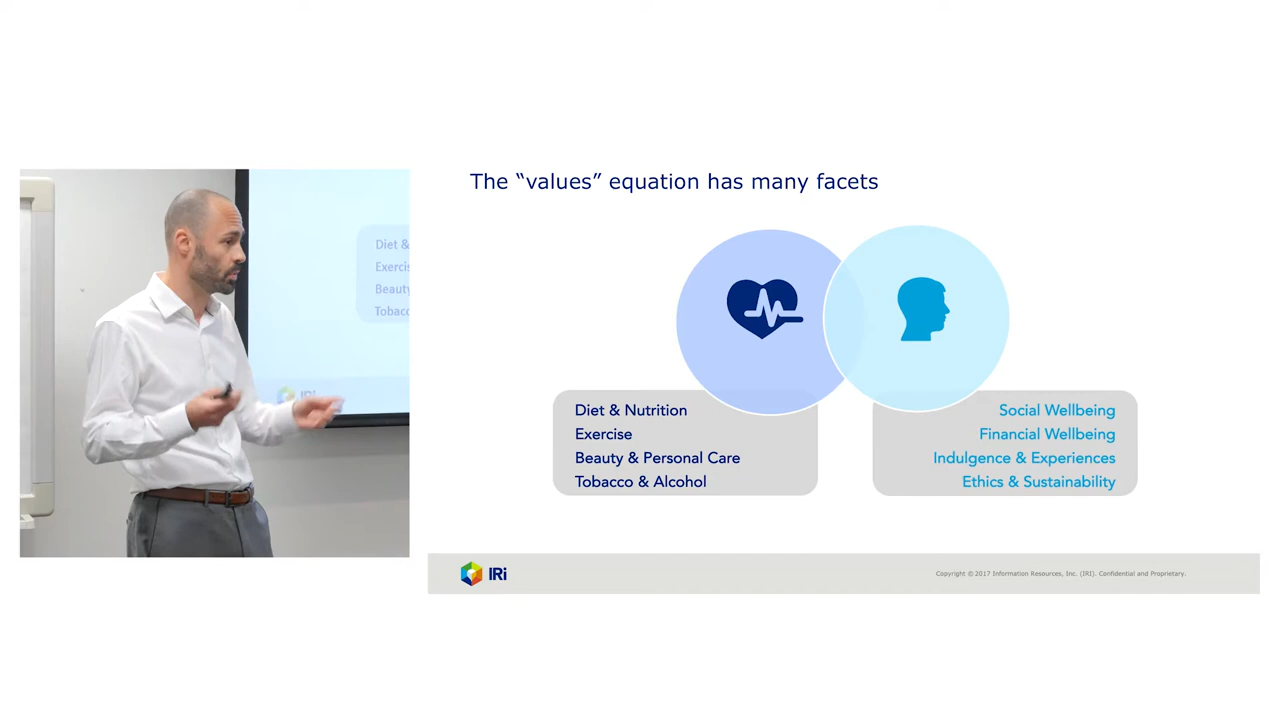 The “values” equation has many facets
Diet &
Exercis
Beauty
Tobacc
IRi
Diet & Nutrition
Exercise
Beauty & Personal Care
Tobacco & Alcohol
Social Wellbeing
Financial Wellbeing
Indulgence & Experiences
Ethics & Sustainability
IRi
Copyright © 2017 Information Resources, Inc. (IRI). Confidential and Proprietary.